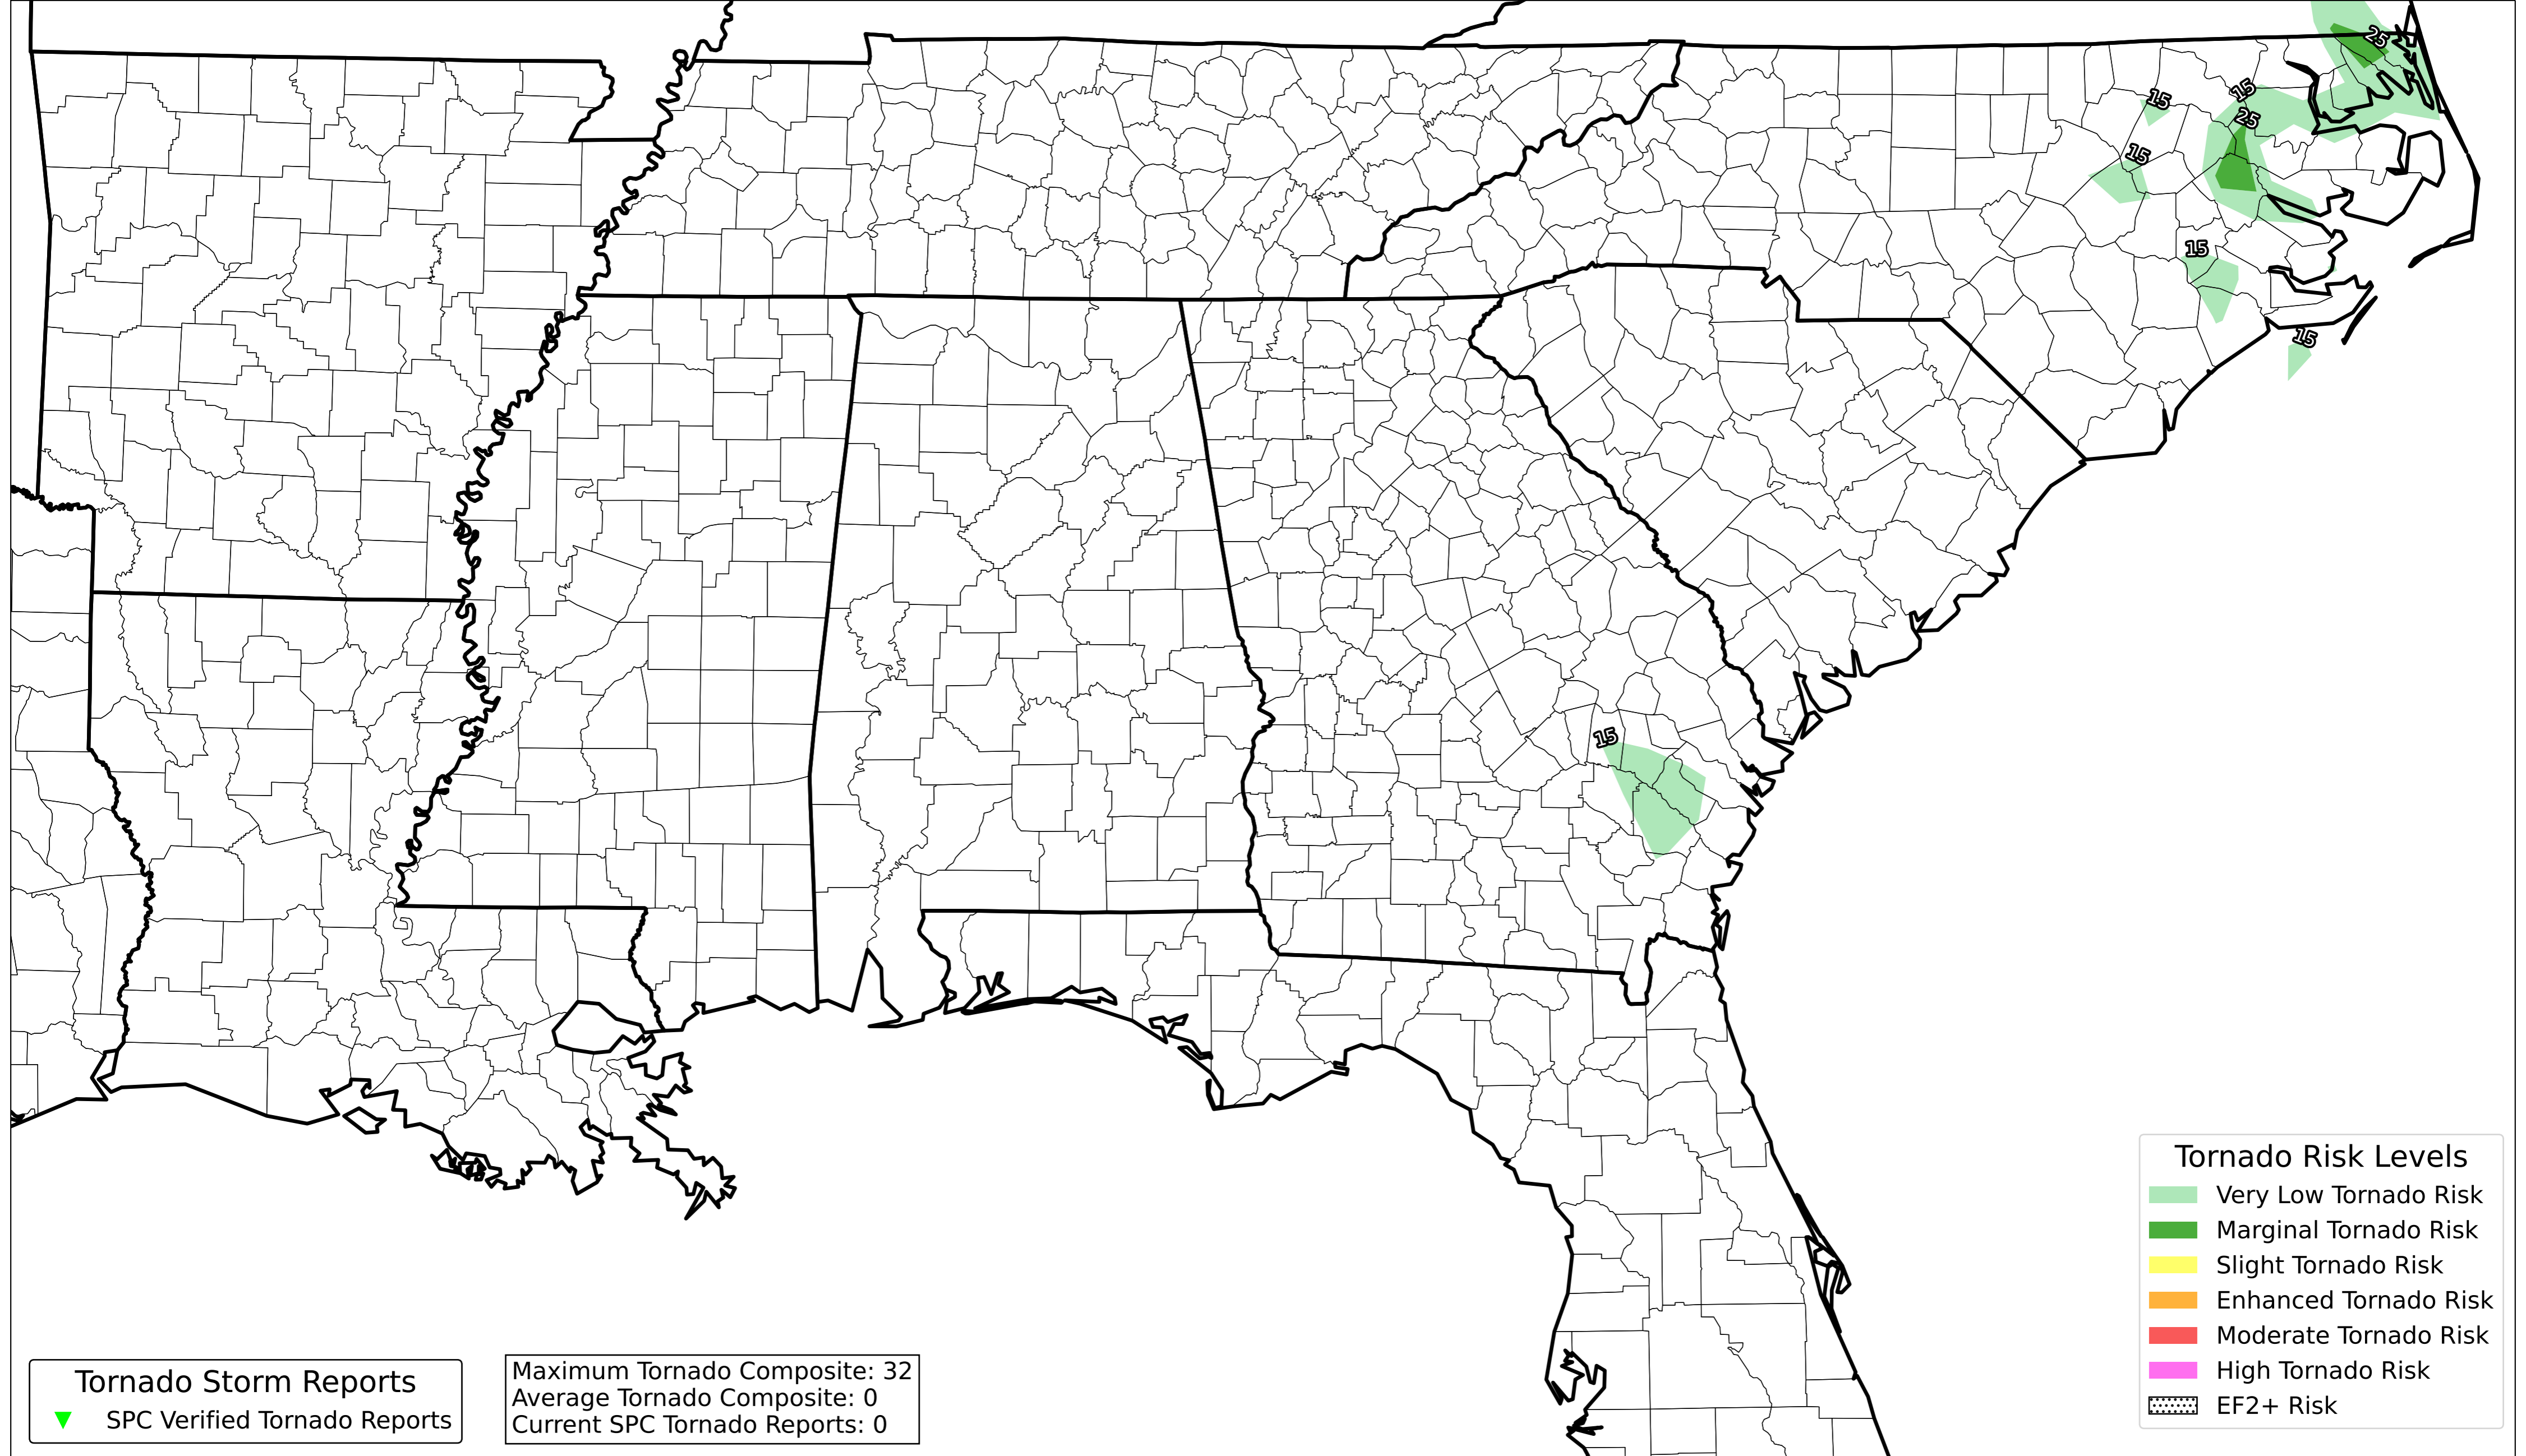 25
15
15
25
15
15
15
15
Tornado Risk Levels
Very Low Tornado Risk
Marginal Tornado Risk
Slight Tornado Risk
Enhanced Tornado Risk
Moderate Tornado Risk
High Tornado Risk
EF2+ Risk
Tornado Storm Reports
SPC Verified Tornado Reports
Maximum Tornado Composite: 32
Average Tornado Composite: 0
Current SPC Tornado Reports: 0